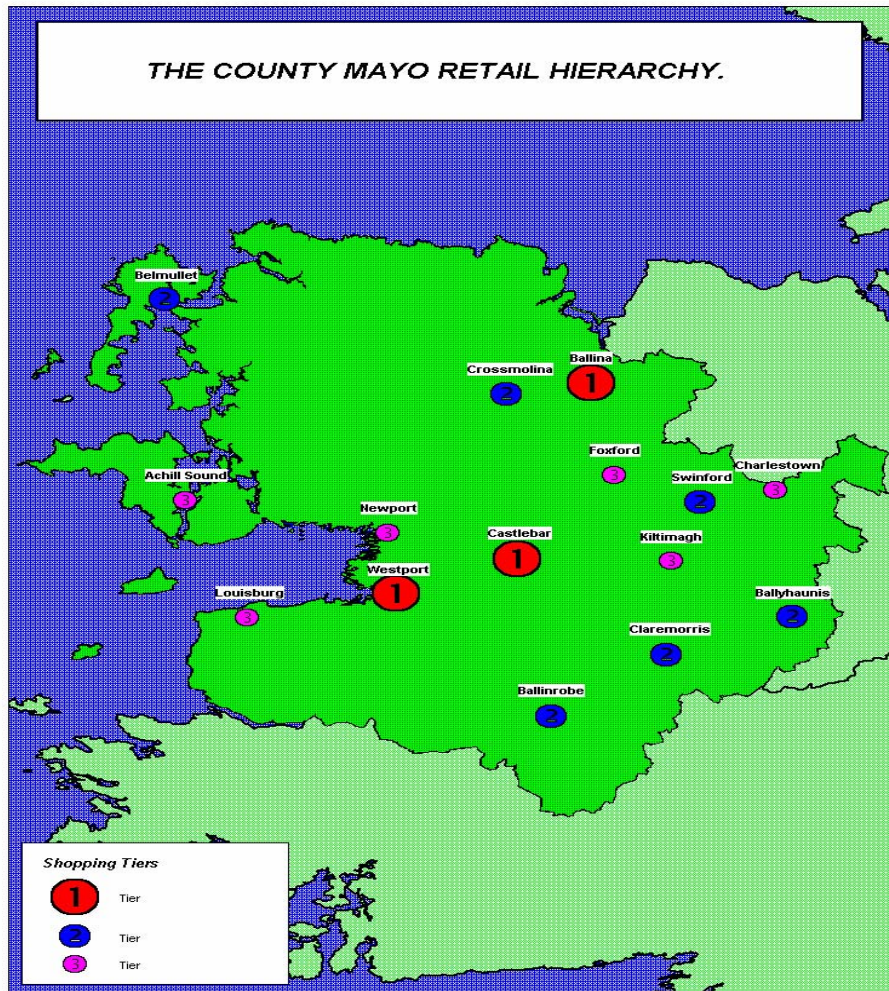 THE COUNTY MAYO RETAIL HIERARCHY.
Belmullet
2
Ballina
1
Crossmolina
2
Foxford
3
Charlestown
3
Swinford
2
Achill Sound
3
Newport
3
Castlebar
1
Kiltimagh
3
Westport
1
Louisburg
3
Ballyhaunis
2
Claremorris
2
Ballinrobe
2
Shopping Tiers
1 Tier
2 Tier
3 Tier